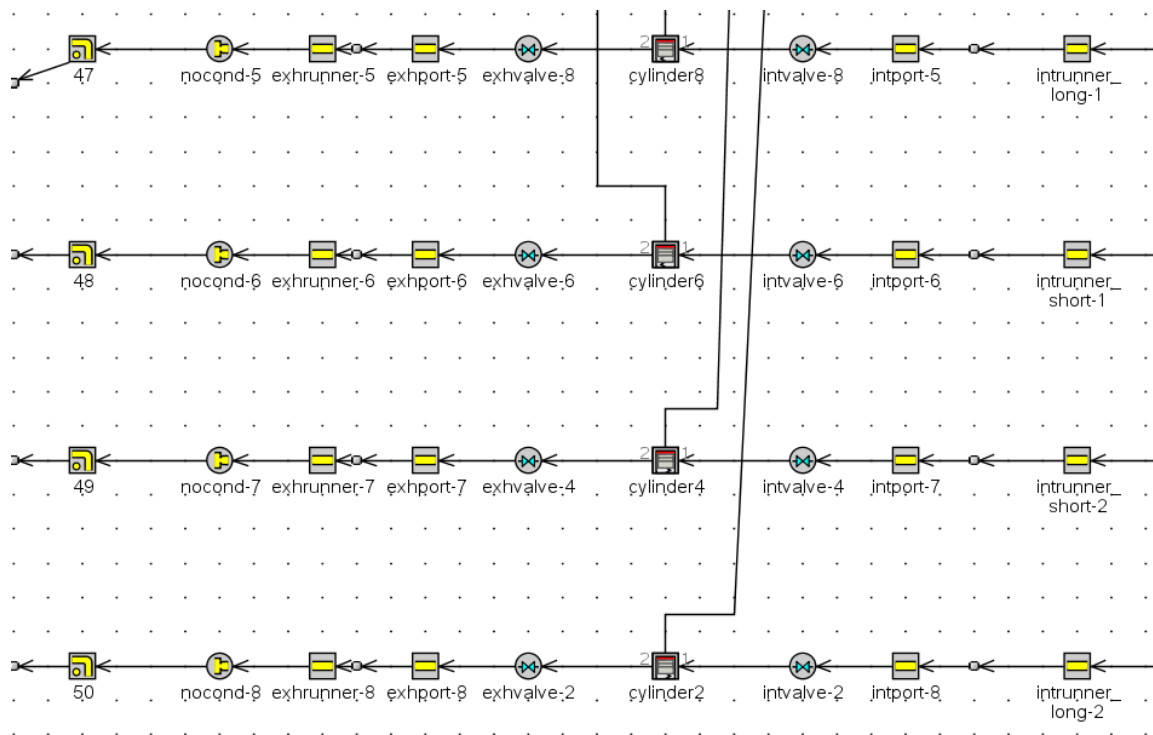 2 1
47 nocond-5 exhrunner-5 exhport-5 exhvalve-8 cylinder8 intvalve-8 intport-5 intrunner_
long-1
2 1
48 nocond-6 exhrunner-6 exhport-6 exhvalve-6 cylinder6 intvalve-6 intport-6 intrunner_
short-1
2 1
49 nocond-7 exhrunner-7 exhport-7 exhvalve-4 cylinder4 intvalve-4 intport-7 intrunner_
short-2
2 1
50 nocond-8 exhrunner-8 exhport-8 exhvalve-2 cylinder2 intvalve-2 intport-8 intrunner_
long-2